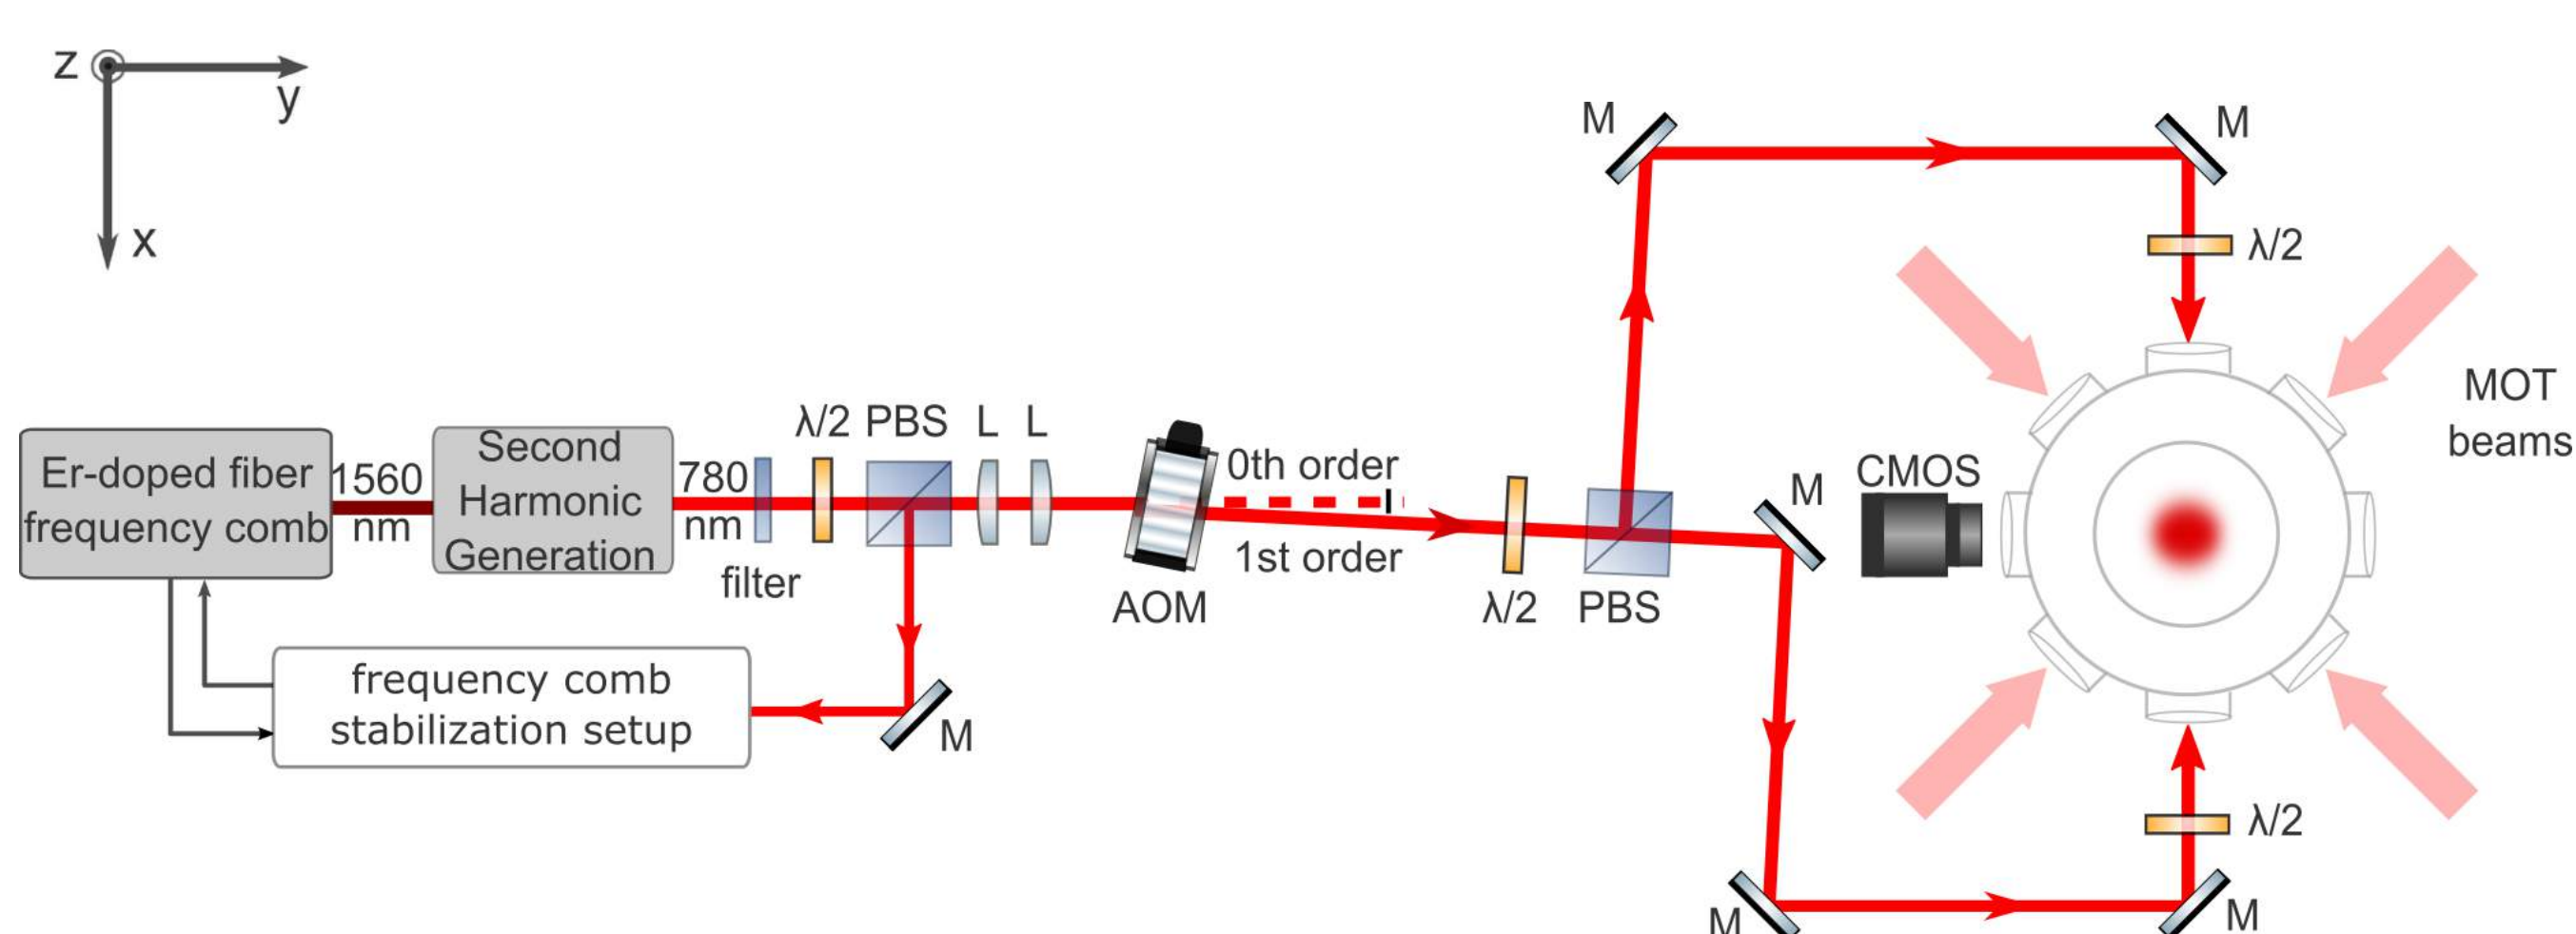 z
y
x
M
M
λ/2
MOT
beams
λ/2 PBS L L
CMOS
M
Er-doped fiber
frequency comb
1560
nm
Second
Harmonic
Generation
780
nm
filter
0th order
1st order
AOM
λ/2
PBS
frequency comb
stabilization setup
M
λ/2
M
M